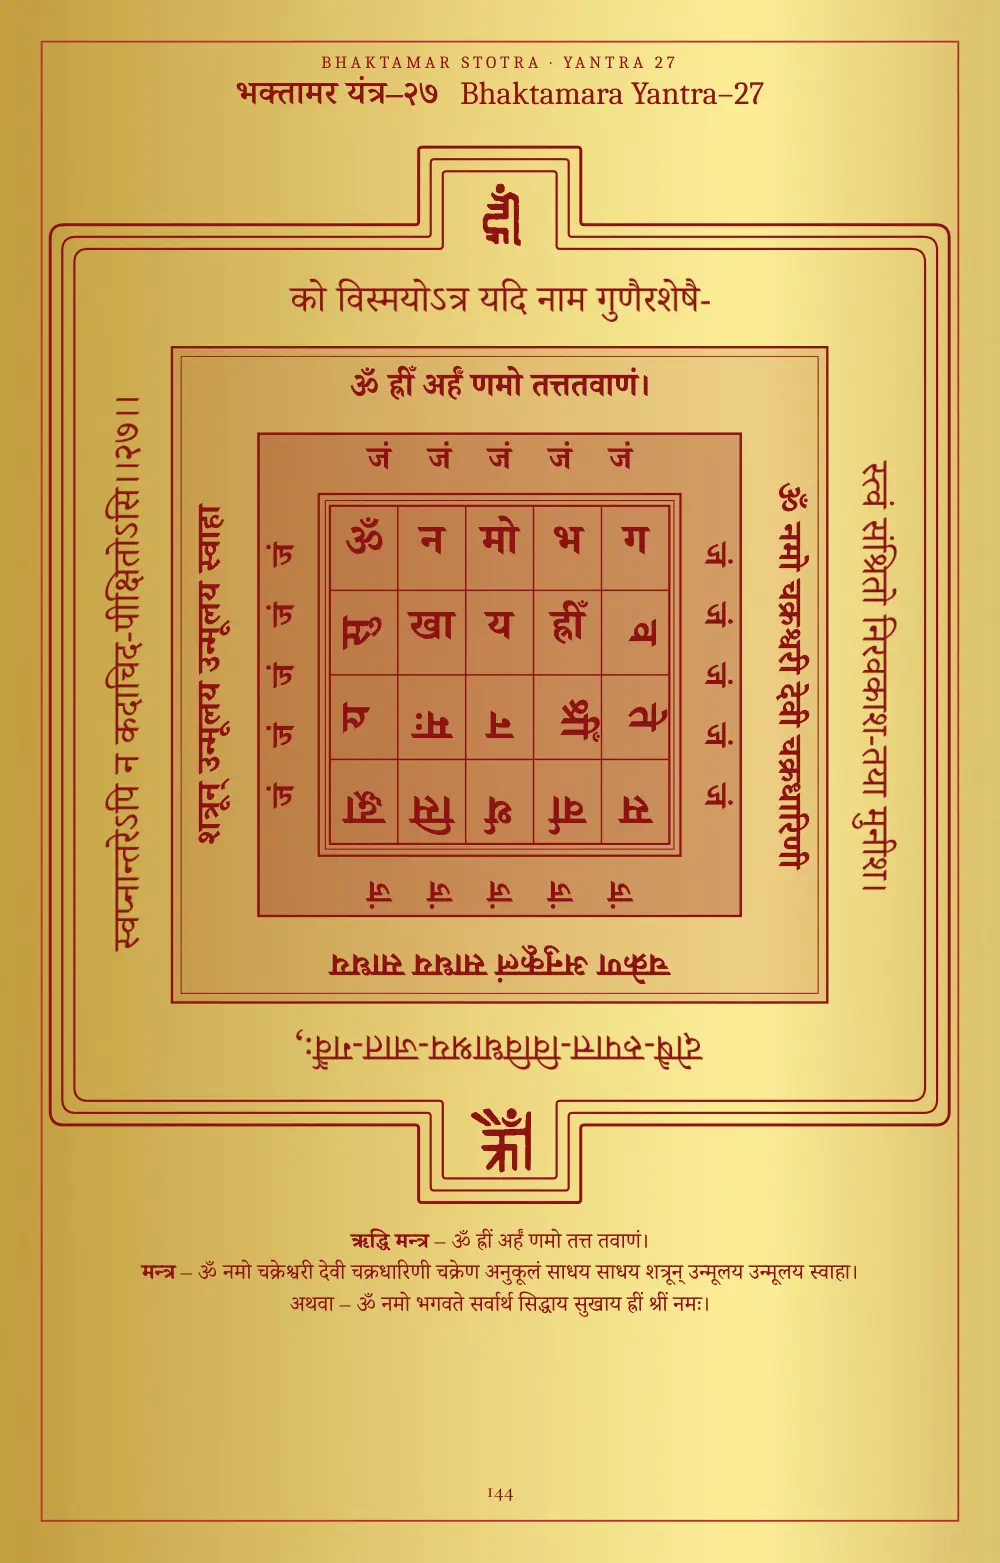 BHAKTAMAR STOTRA · YANTRA 27
भक्तामर यंत्र–२७ Bhaktamara Yantra–27
को विस्मयोऽत्र यदि नाम गुणैरशेषै-
स्त्वं संश्रितो निरवकाश-तया मुनीश।
दोषै-रुपात्त-विविधाश्रय-जात-गर्वै:,
स्वप्नान्तरेऽपि न कदाचिद-पीक्षितोऽसि।।२७।।
ॐ ह्रीँ अर्हं णमो तत्ततवाणं।
ॐ नमो चक्रेश्वरी देवी चक्रधारिणी
चक्रेण अनुकूलं साधय साधय
शत्रून् उन्मूलय उन्मूलय स्वाहा
जं जं जं जं जं
जं जं जं जं जं
जं जं जं जं जं
जं जं जं जं जं
ॐ न मो भ ग
सु खा य ह्रीँ व
य मः न श्रीँ ते
द्धा सि र्थ र्वा स
ऋद्धि मन्त्र – ॐ ह्रीं अर्हं णमो तत्त तवाणं।
मन्त्र – ॐ नमो चक्रेश्वरी देवी चक्रधारिणी चक्रेण अनुकूलं साधय साधय शत्रून् उन्मूलय उन्मूलय स्वाहा।
अथवा – ॐ नमो भगवते सर्वार्थ सिद्धाय सुखाय ह्रीं श्रीं नमः।
144